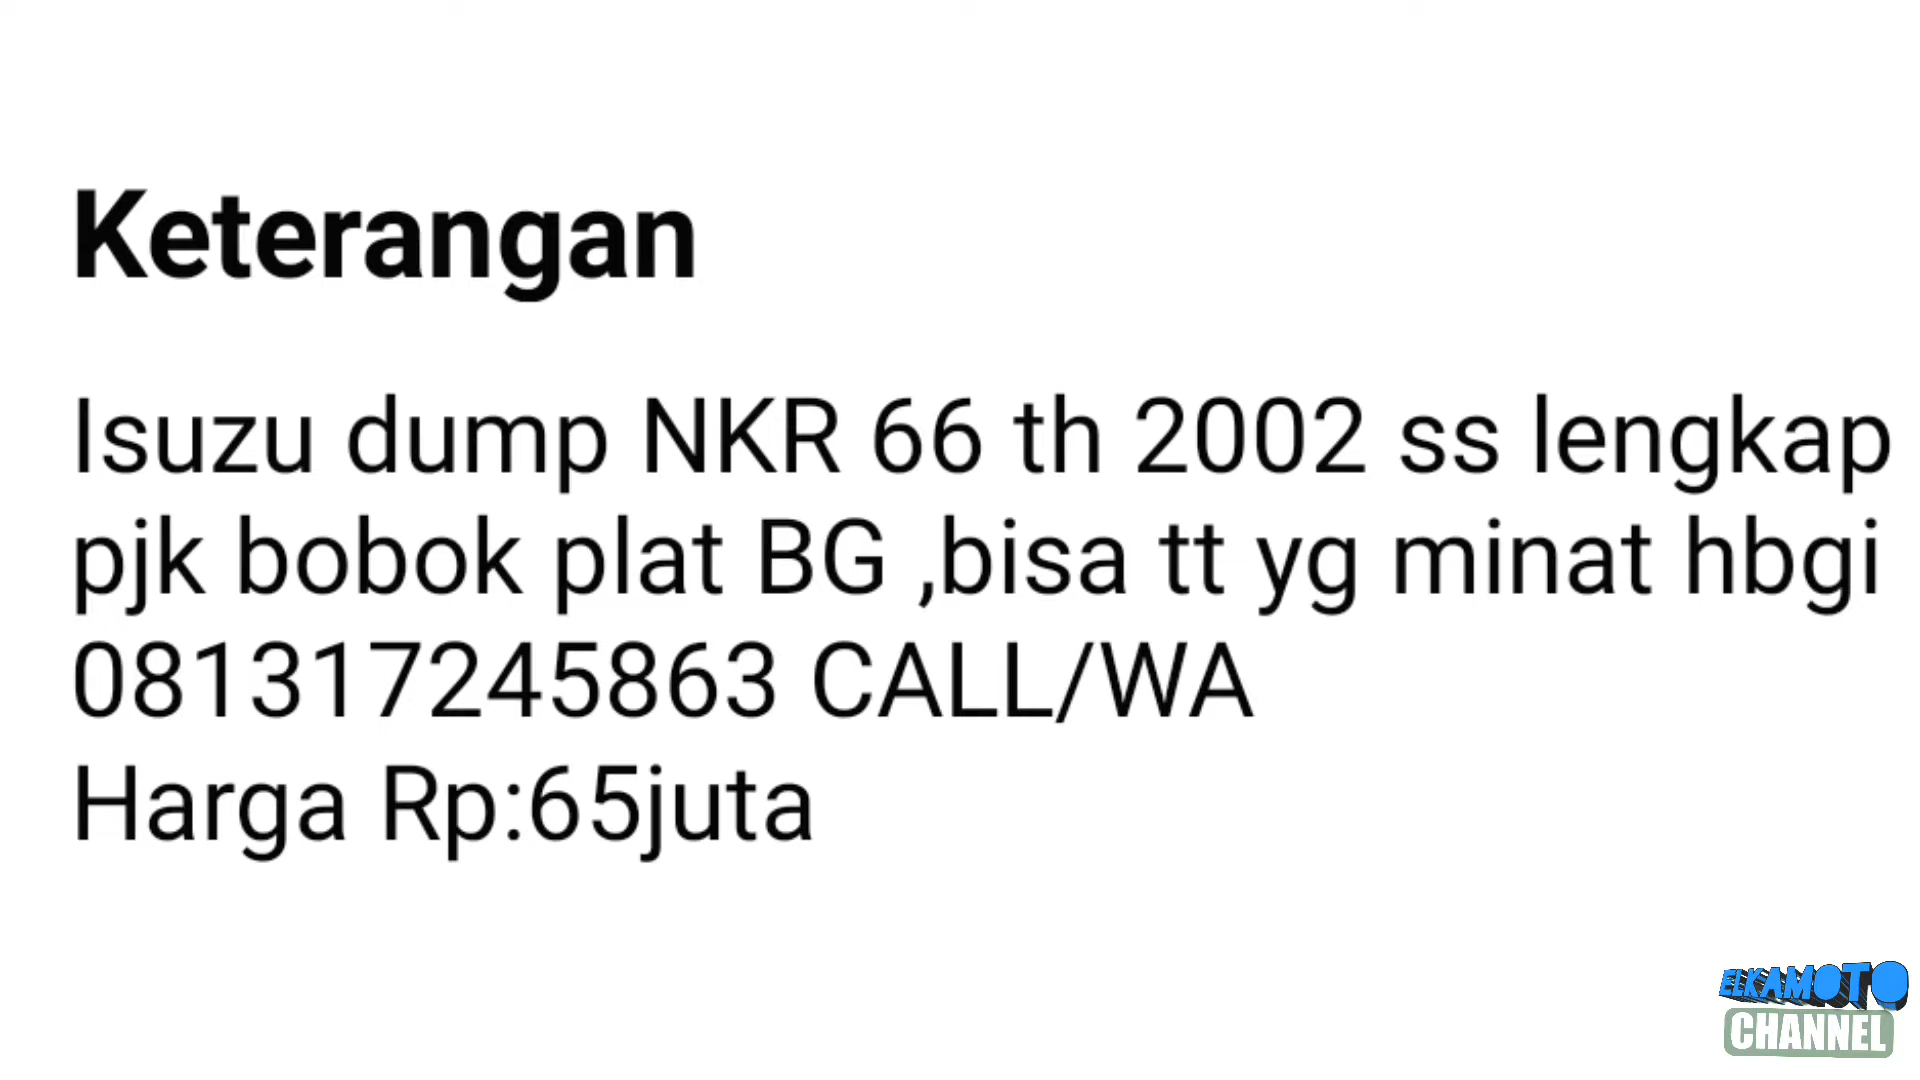 Keterangan
Isuzu dump NKR 66 th 2002 ss lengkap
pjk bobok plat BG ,bisa tt yg minat hbgi
081317245863 CALL/WA
Harga Rp:65juta
ELKAMOTO
CHANNEL